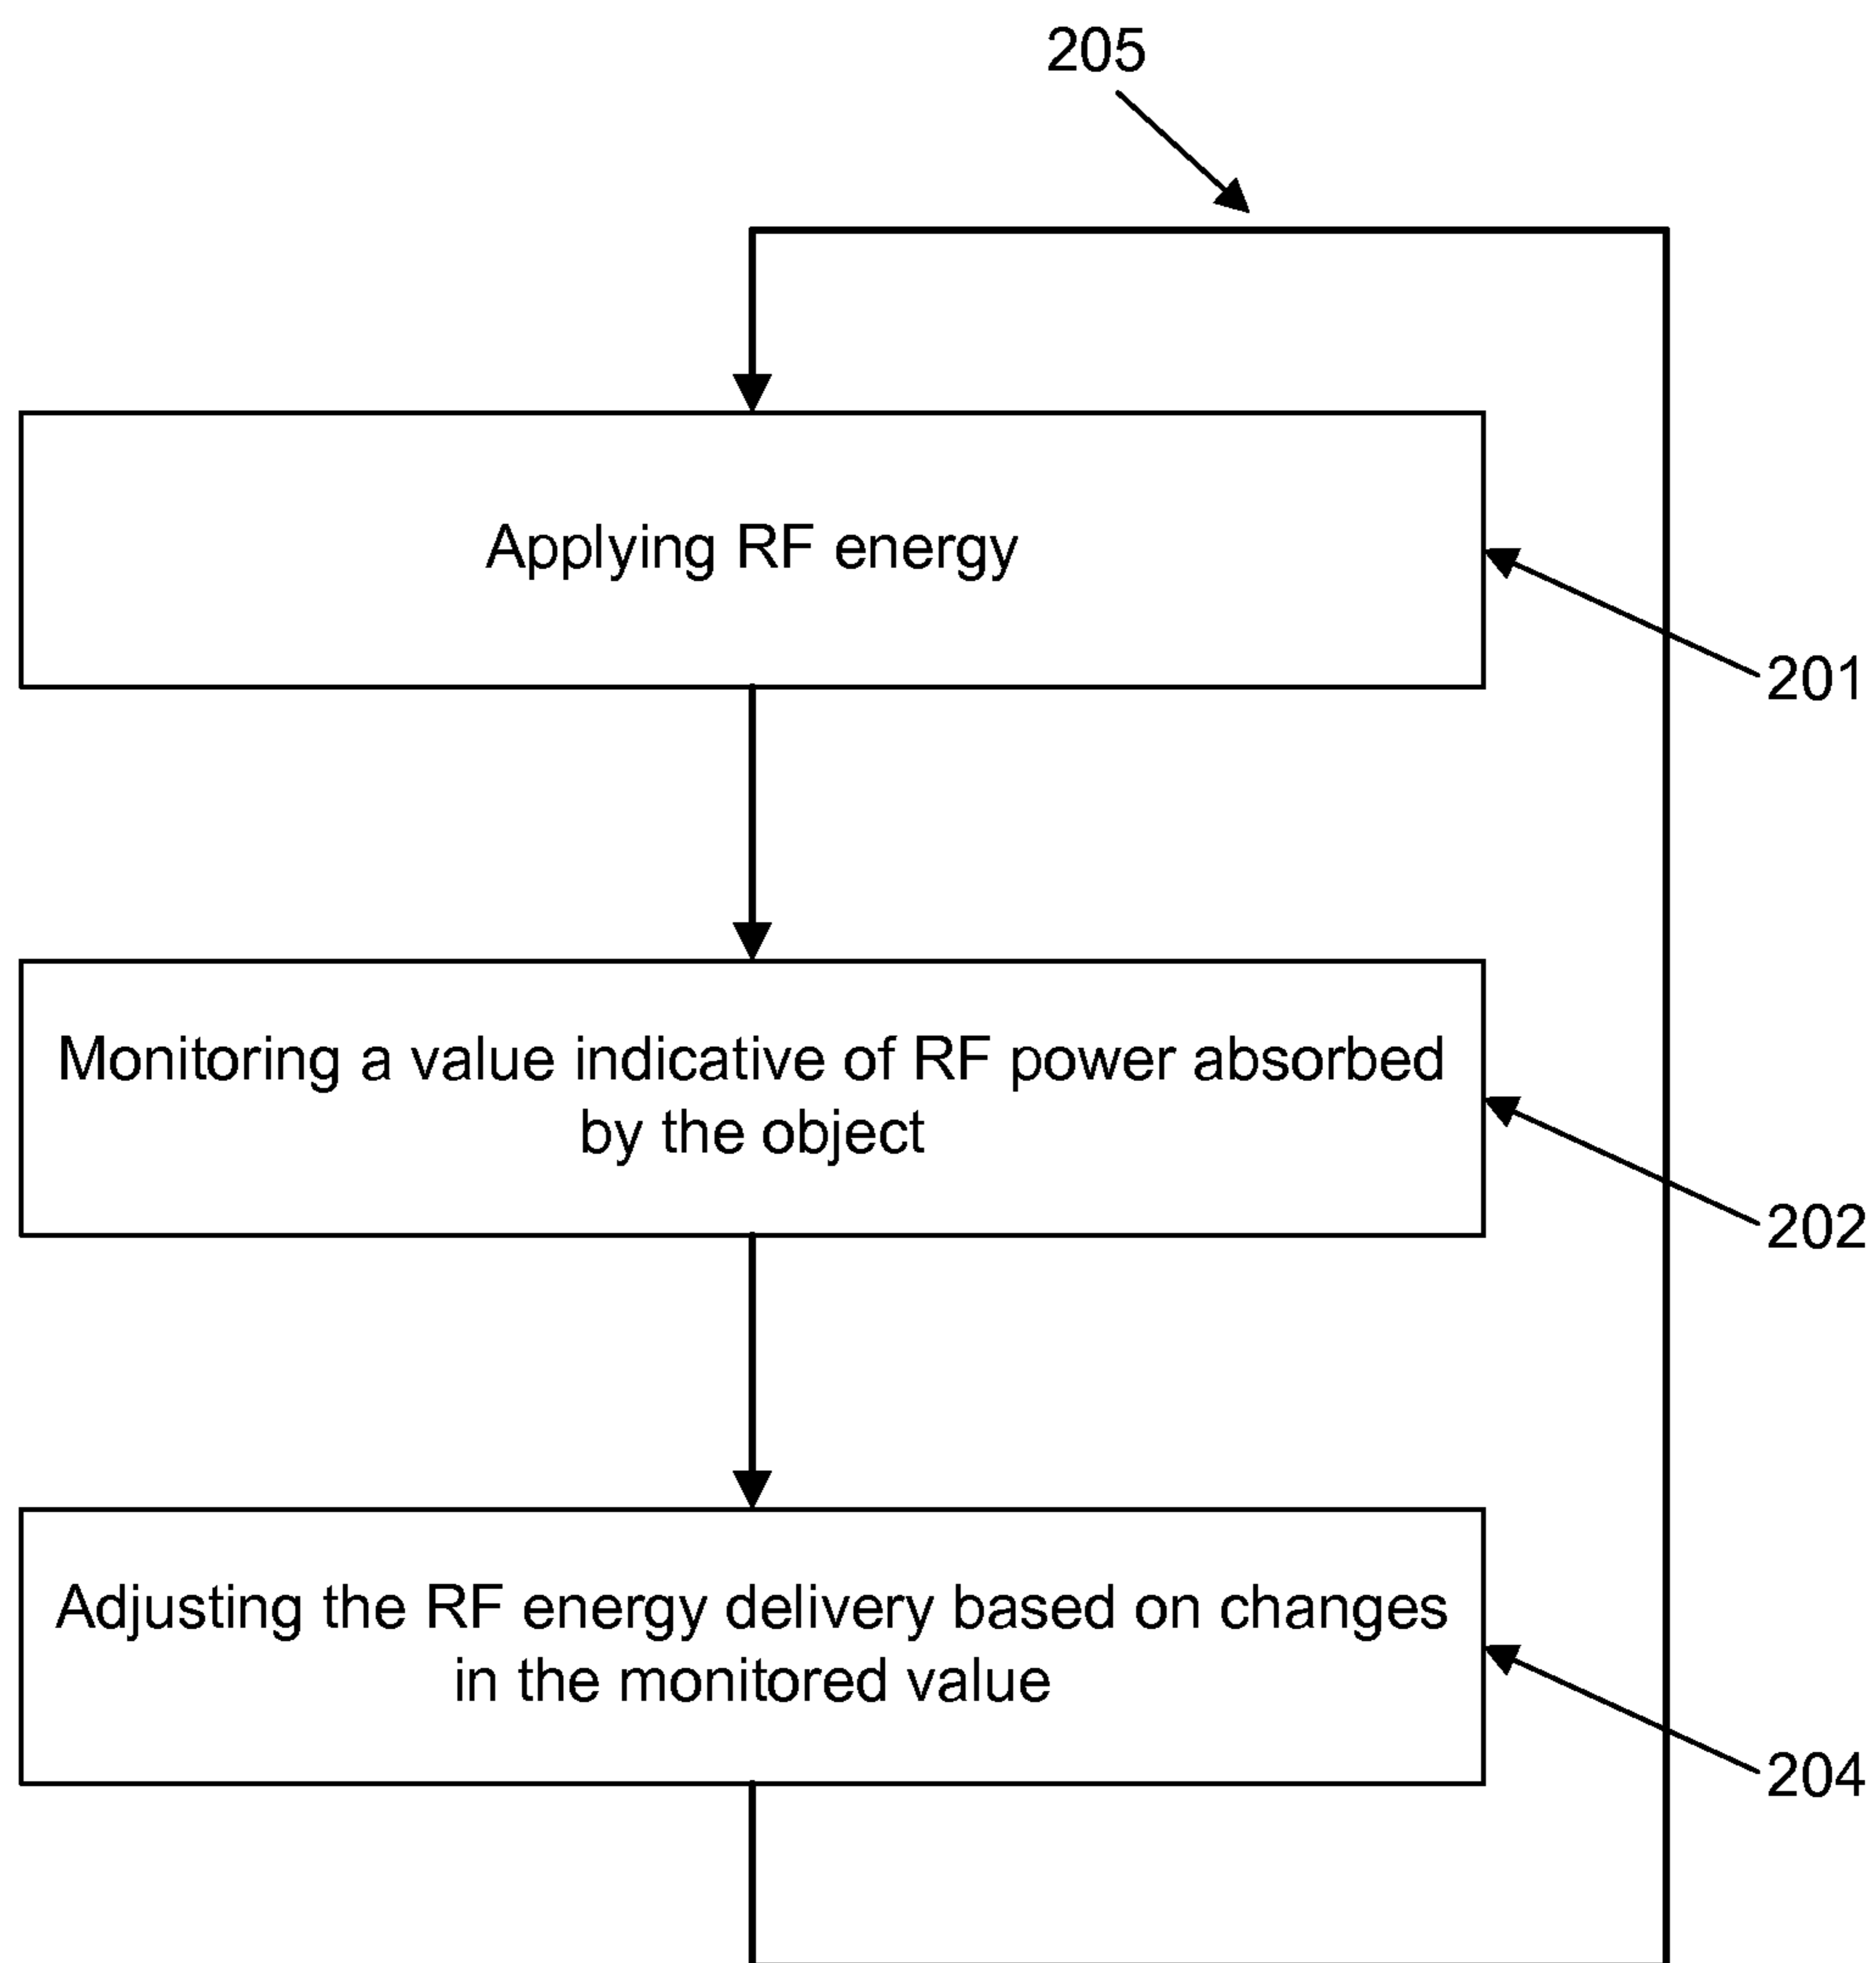 205
Applying RF energy
201
Monitoring a value indicative of RF power absorbed
by the object
202
Adjusting the RF energy delivery based on changes
in the monitored value
204